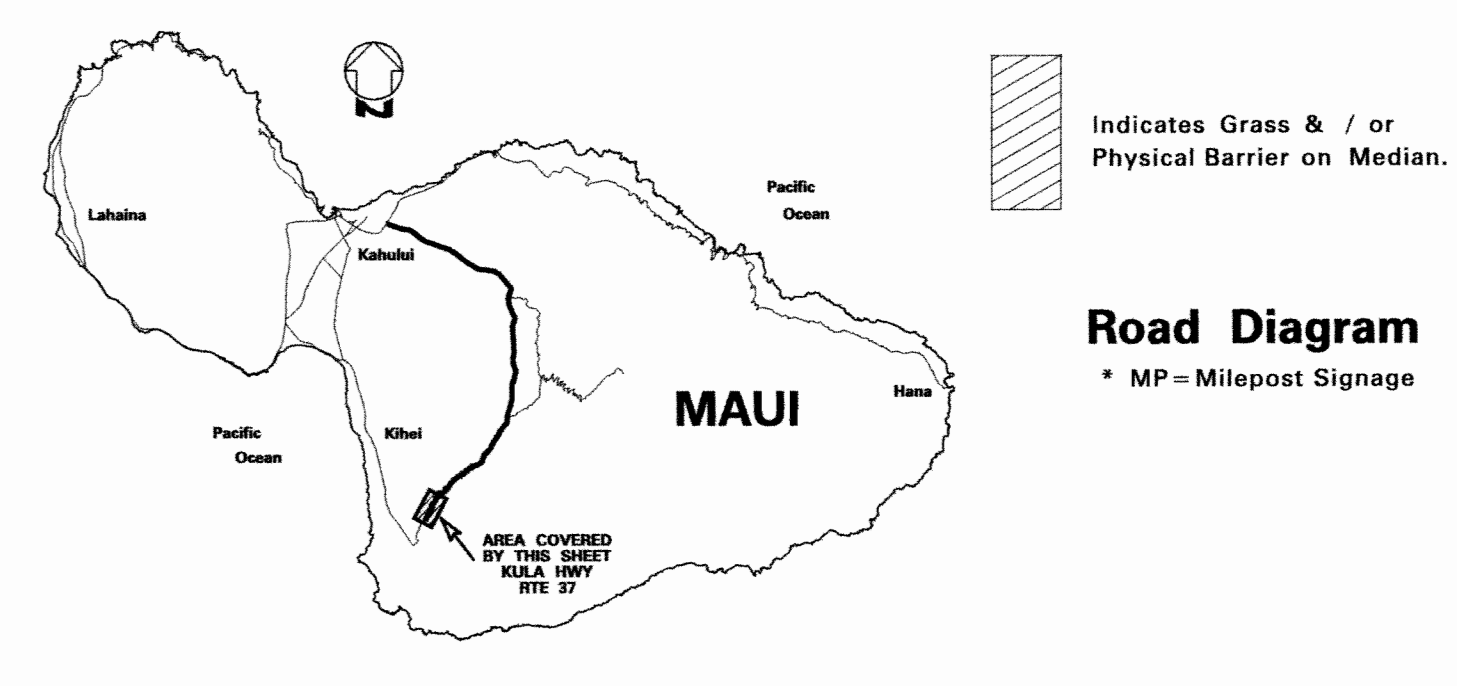 N
Lahaina
Kahului
Pacific
Ocean
Indicates Grass & / or
Physical Barrier on Median.
Road Diagram
* MP=Milepost Signage
MAUI
Hana
Kihei
Pacific
Ocean
AREA COVERED
BY THIS SHEET
KULA HWY
RTE 37